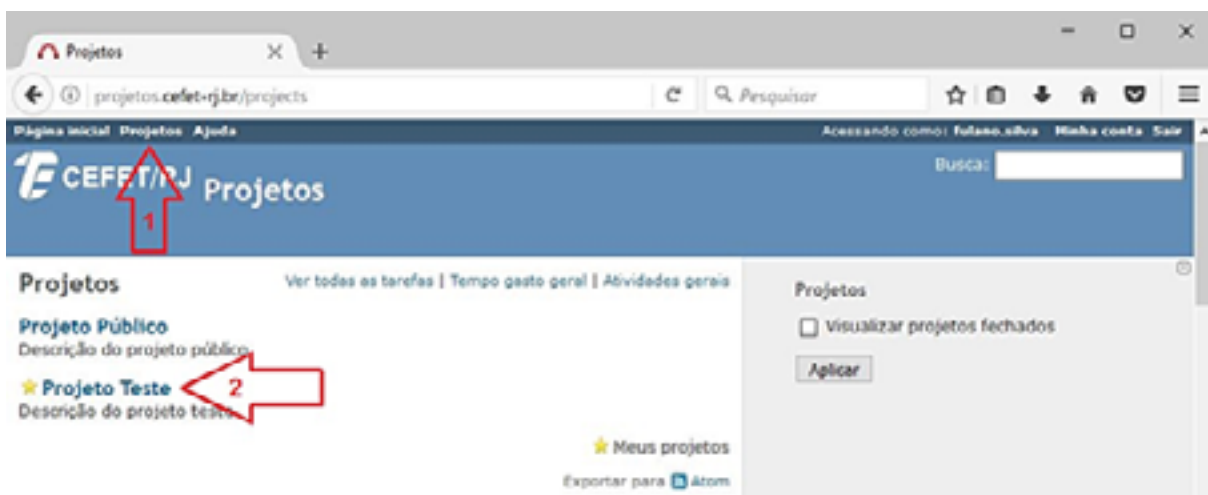 Projetos
projetos.cefet-rj.br/projects
Pesquisar
Página inicial Projetos Ajuda
Acessando como: fulano.silva Minha conta Sair
CEFET/RJ Projetos
Busca:
1
Projetos
Ver todas as tarefas | Tempo gasto geral | Atividades gerais
Projeto Público
Descrição do projeto público
Projeto Teste
2
Descrição do projeto teste
Meus projetos
Exportar para Atom
Projetos
Visualizar projetos fechados
Aplicar